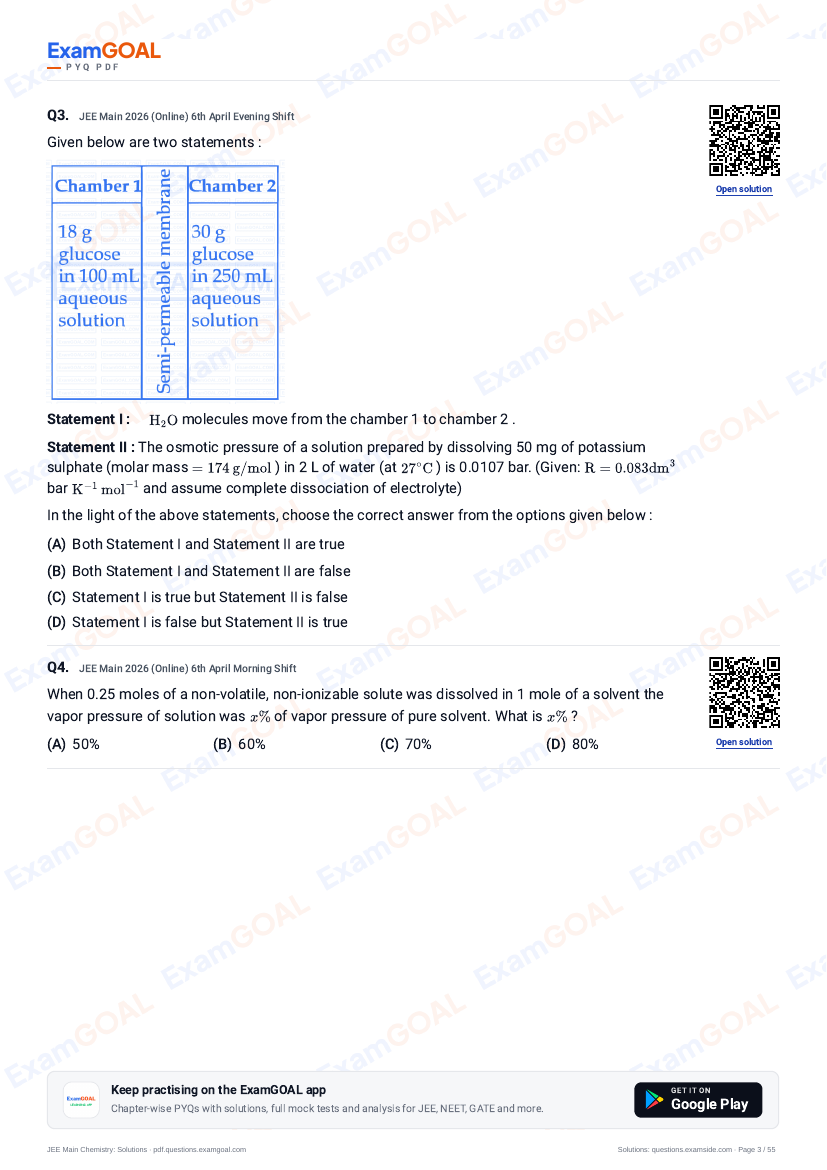 ExamGOAL
PYQ PDF
Q3. JEE Main 2026 (Online) 6th April Evening Shift
Given below are two statements :
Open solution
Chamber 1
Semi-permeable membrane
Chamber 2
18 g
glucose
in 100 mL
aqueous
solution
30 g
glucose
in 250 mL
aqueous
solution
Statement I : H₂O molecules move from the chamber 1 to chamber 2 .
Statement II : The osmotic pressure of a solution prepared by dissolving 50 mg of potassium
sulphate (molar mass = 174 g/mol ) in 2 L of water (at 27°C ) is 0.0107 bar. (Given: R = 0.083dm³
bar K⁻¹ mol⁻¹ and assume complete dissociation of electrolyte)
In the light of the above statements, choose the correct answer from the options given below :
(A) Both Statement I and Statement II are true
(B) Both Statement I and Statement II are false
(C) Statement I is true but Statement II is false
(D) Statement I is false but Statement II is true
Q4. JEE Main 2026 (Online) 6th April Morning Shift
When 0.25 moles of a non-volatile, non-ionizable solute was dissolved in 1 mole of a solvent the
vapor pressure of solution was x% of vapor pressure of pure solvent. What is x% ?
(A) 50% (B) 60% (C) 70% (D) 80%
Open solution
Keep practising on the ExamGOAL app
Chapter-wise PYQs with solutions, full mock tests and analysis for JEE, NEET, GATE and more.
GET IT ON
Google Play
JEE Main Chemistry: Solutions · pdf.questions.examgoal.com
Solutions: questions.examside.com · Page 3 / 55